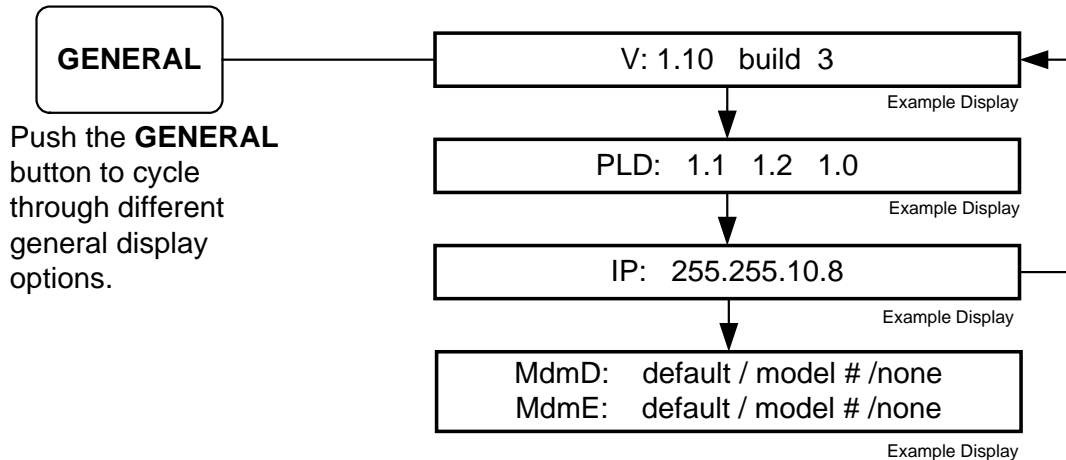 GENERAL
Push the GENERAL
button to cycle
through different
general display
options.
V: 1.10 build 3
Example Display
PLD: 1.1 1.2 1.0
Example Display
IP: 255.255.10.8
Example Display
MdmD: default / model # /none
MdmE: default / model # /none
Example Display